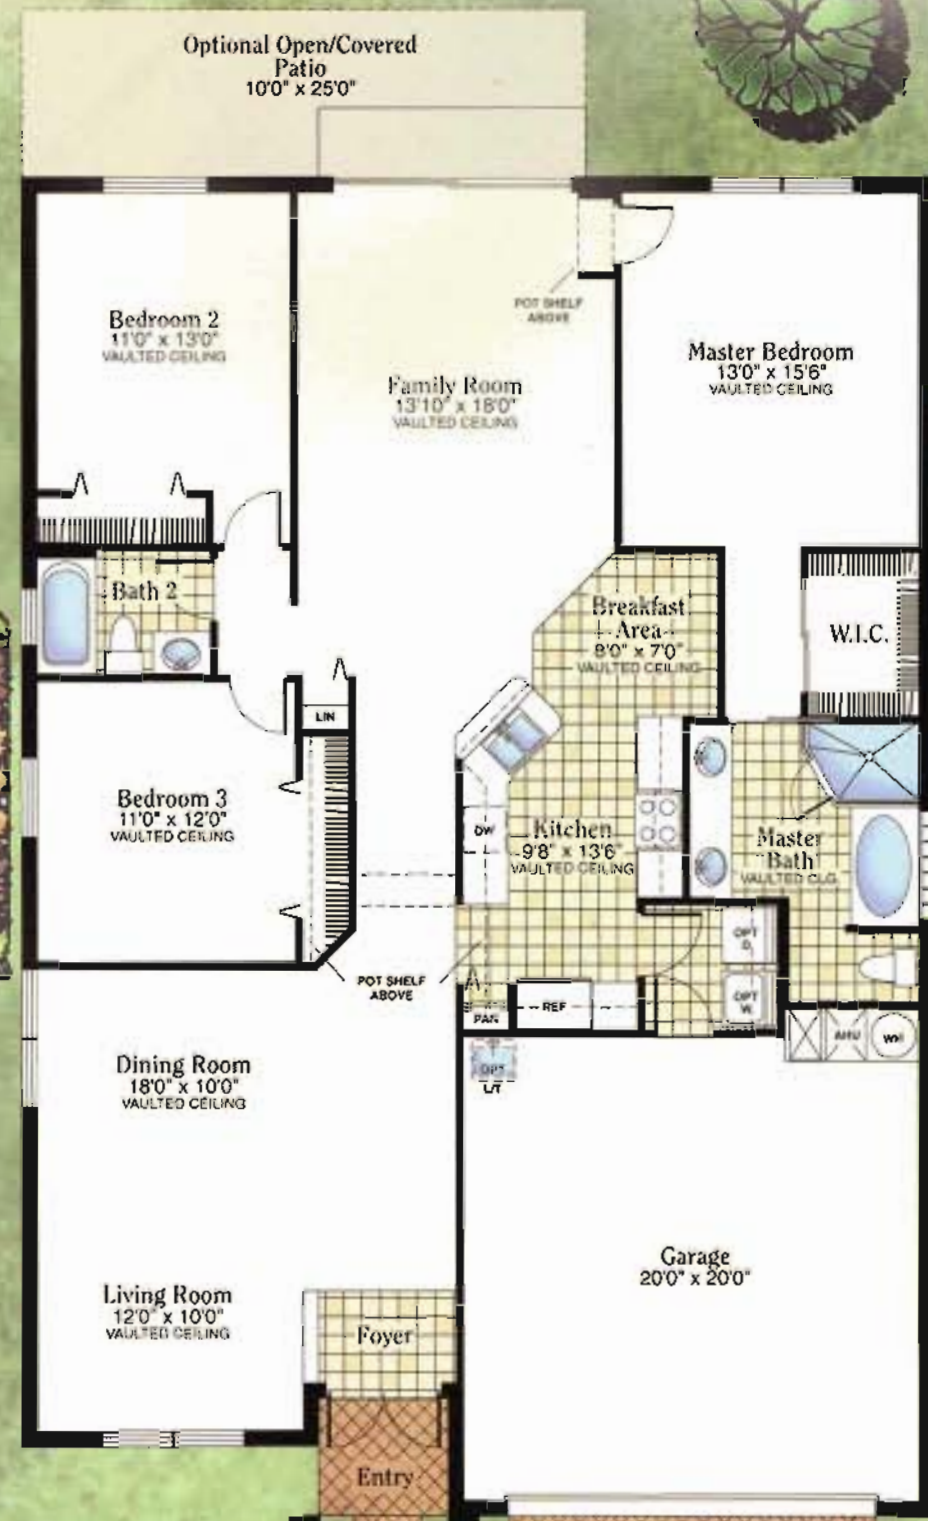 Optional Open/Covered
Patio
10'0" x 25'0"
Bedroom 2
11'0" x 13'0"
VAULTED CEILING
POT SHELF
ABOVE
Family Room
13'10" x 18'0"
VAULTED CEILING
Master Bedroom
13'0" x 15'6"
VAULTED CEILING
Bath 2
Breakfast
Area
8'0" x 7'0"
VAULTED CEILING
W.I.C.
LIN
Bedroom 3
11'0" x 12'0"
VAULTED CEILING
DW
Kitchen
9'8" x 13'6"
VAULTED CEILING
Master
Bath
VAULTED CLG
OPT
D
POT SHELF
ABOVE
OPT
W
PAN
REF
AHU
WH
OPT
L/T
Dining Room
18'0" x 10'0"
VAULTED CEILING
Garage
20'0" x 20'0"
Living Room
12'0" x 10'0"
VAULTED CEILING
Foyer
Entry